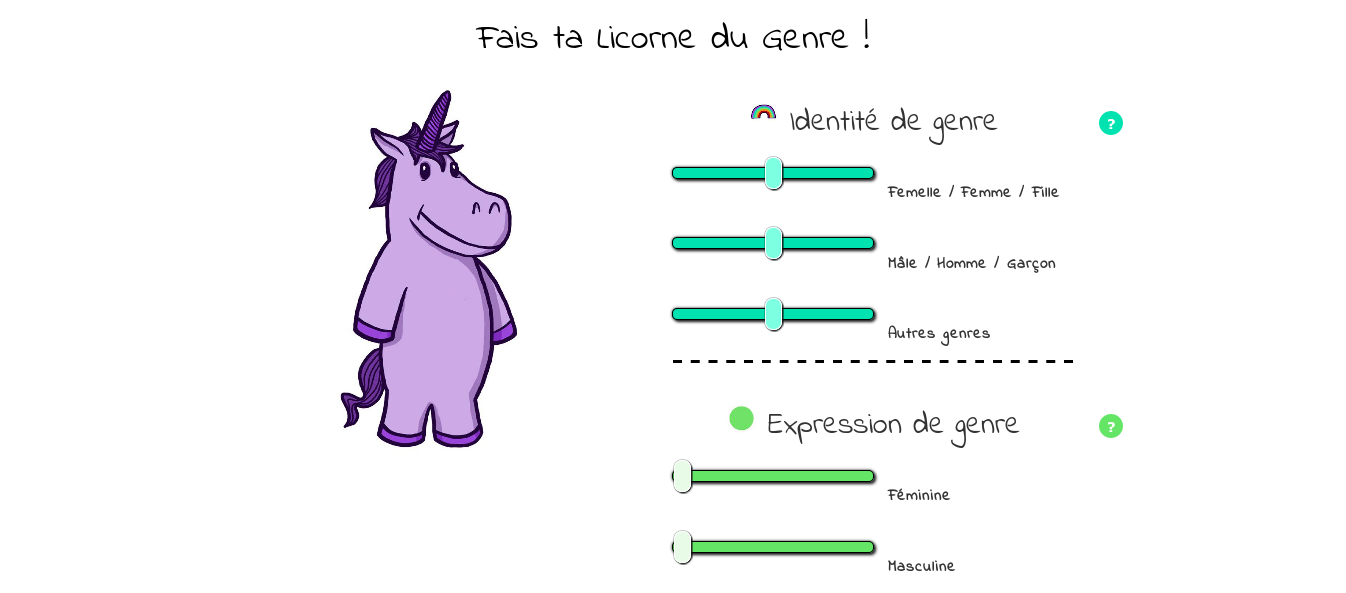 Fais ta Licorne du Genre !
Identité de genre
?
Femelle / Femme / Fille
Mâle / Homme / Garçon
Autres genres
Expression de genre
?
Féminine
Masculine